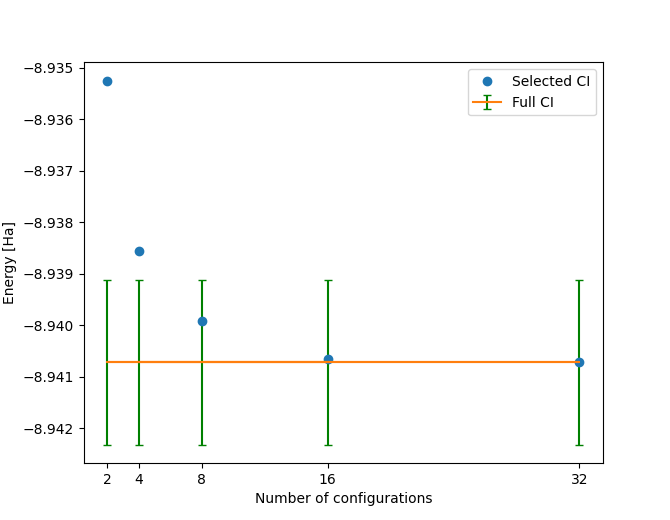 Selected CI
Full CI
Energy [Ha]
−8.935
−8.936
−8.937
−8.938
−8.939
−8.940
−8.941
−8.942
2 4 8 16 32
Number of configurations